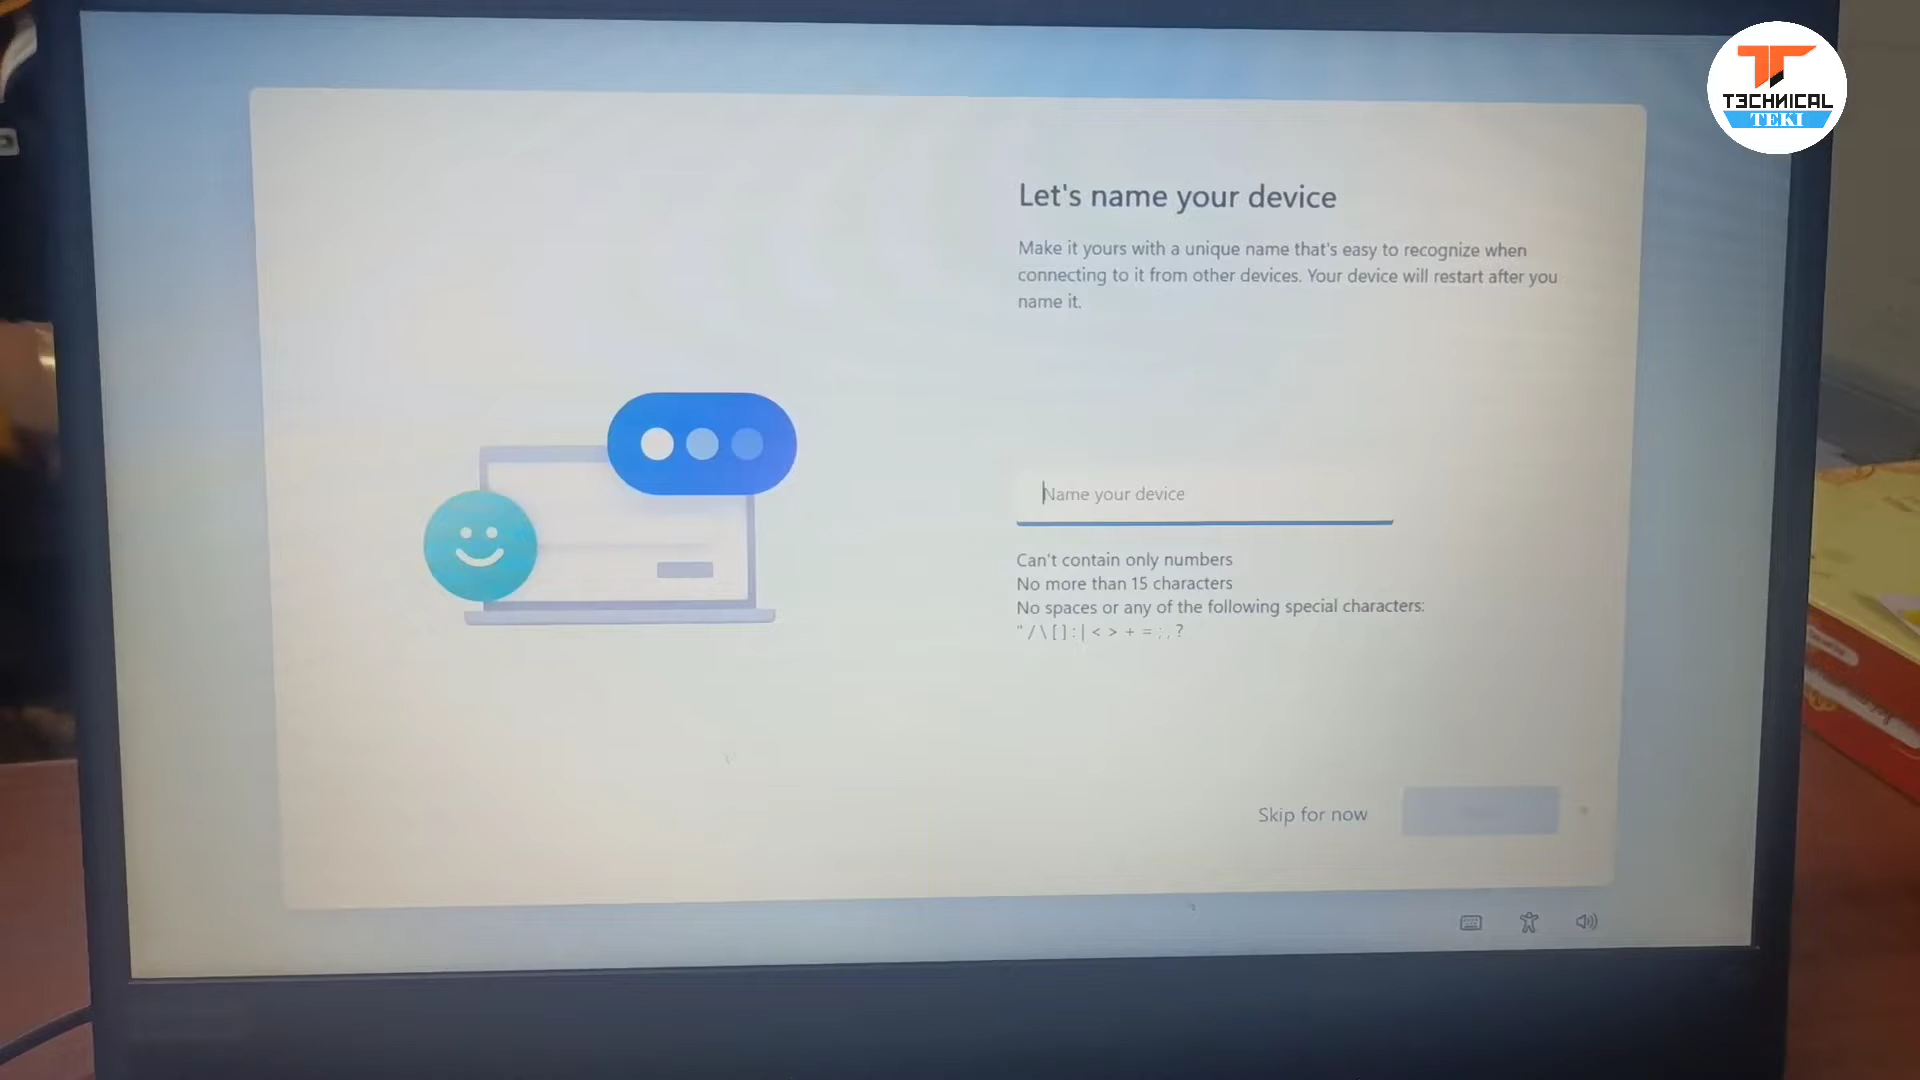 TECHNICAL
TEKI
Let's name your device
Make it yours with a unique name that's easy to recognize when
connecting to it from other devices. Your device will restart after you
name it.
Name your device
Can't contain only numbers
No more than 15 characters
No spaces or any of the following special characters:
" / \ [ ] : | < > + = ; , ?
Skip for now